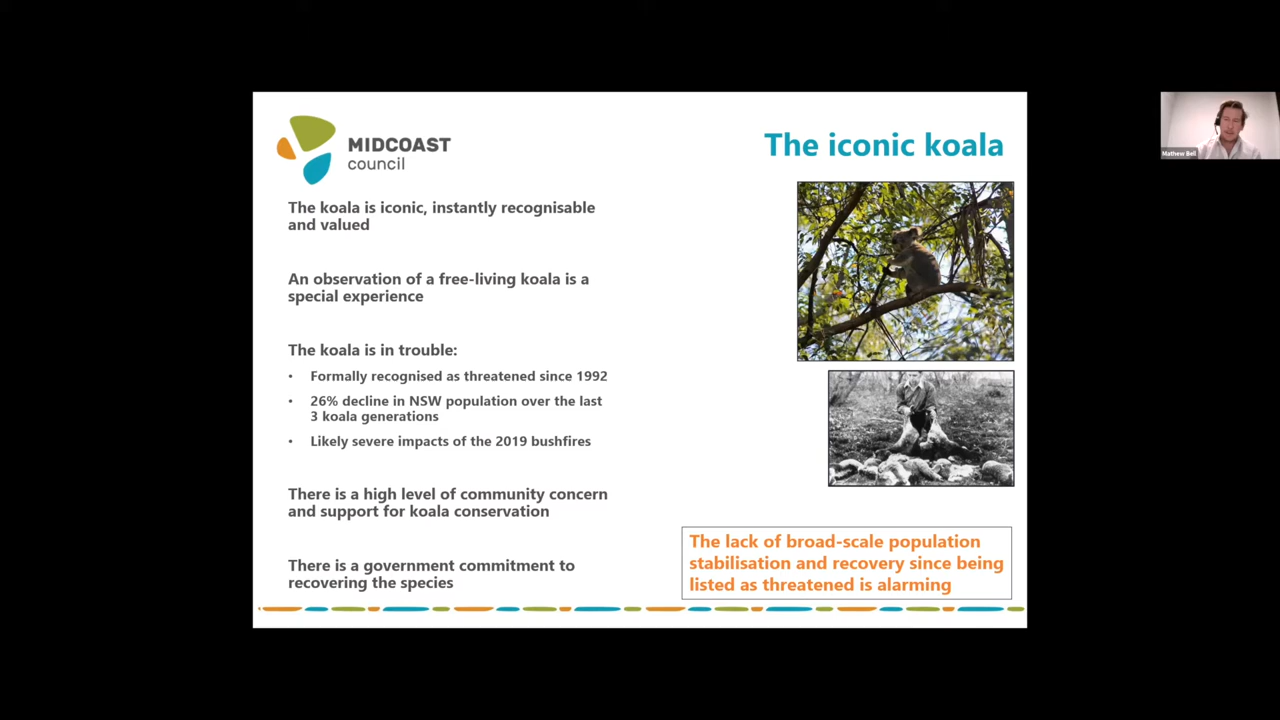 MIDCOAST
council
The iconic koala
The koala is iconic, instantly recognisable
and valued
An observation of a free-living koala is a
special experience
The koala is in trouble:
• Formally recognised as threatened since 1992
• 26% decline in NSW population over the last
3 koala generations
• Likely severe impacts of the 2019 bushfires
There is a high level of community concern
and support for koala conservation
There is a government commitment to
recovering the species
The lack of broad-scale population
stabilisation and recovery since being
listed as threatened is alarming
Mathew Bell